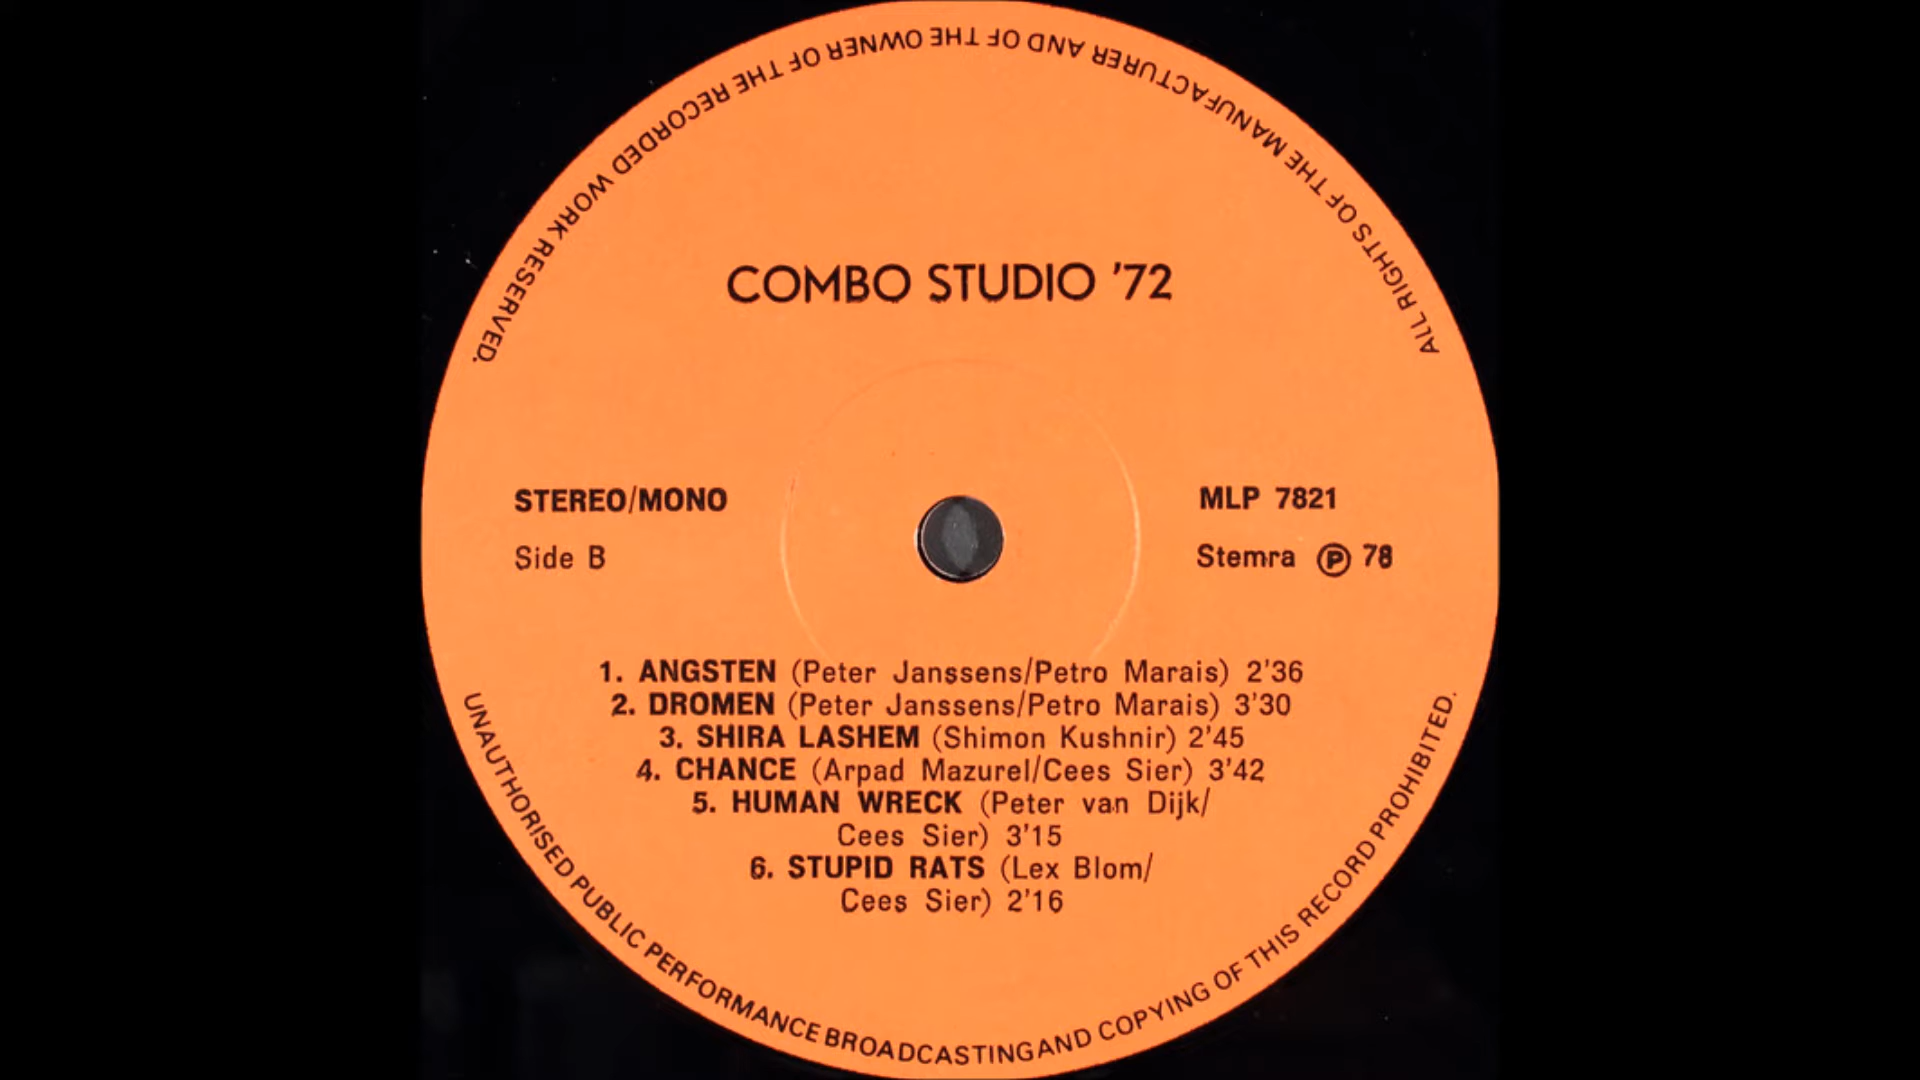 ALL RIGHTS OF THE MANUFACTURER AND OF THE OWNER OF THE RECORDED WORK RESERVED.
COMBO STUDIO '72
STEREO/MONO
MLP 7821
Side B
Stemra Ⓟ 78
1. ANGSTEN (Peter Janssens/Petro Marais) 2'36
2. DROMEN (Peter Janssens/Petro Marais) 3'30
3. SHIRA LASHEM (Shimon Kushnir) 2'45
4. CHANCE (Arpad Mazurel/Cees Sier) 3'42
5. HUMAN WRECK (Peter van Dijk/
Cees Sier) 3'15
6. STUPID RATS (Lex Blom/
Cees Sier) 2'16
UNAUTHORISED PUBLIC PERFORMANCE BROADCASTING AND COPYING OF THIS RECORD PROHIBITED.